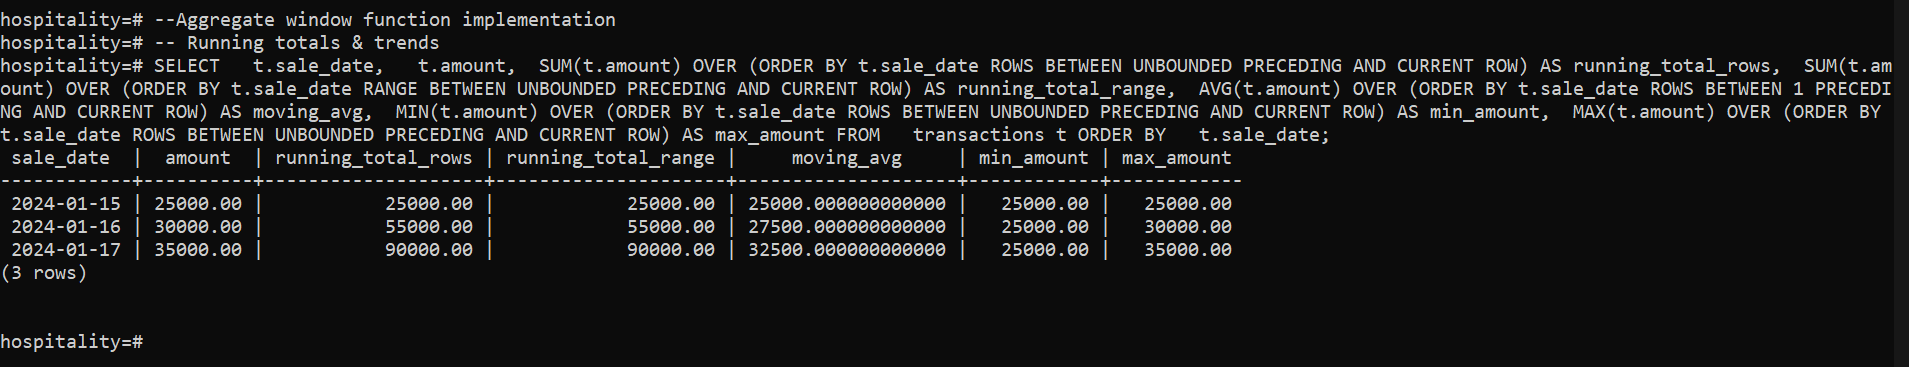 hospitality=# --Aggregate window function implementation
hospitality=# -- Running totals & trends
hospitality=# SELECT   t.sale_date,   t.amount,  SUM(t.amount) OVER (ORDER BY t.sale_date ROWS BETWEEN UNBOUNDED PRECEDING AND CURRENT ROW) AS running_total_rows,  SUM(t.am
ount) OVER (ORDER BY t.sale_date RANGE BETWEEN UNBOUNDED PRECEDING AND CURRENT ROW) AS running_total_range,  AVG(t.amount) OVER (ORDER BY t.sale_date ROWS BETWEEN 1 PRECEDI
NG AND CURRENT ROW) AS moving_avg,  MIN(t.amount) OVER (ORDER BY t.sale_date ROWS BETWEEN UNBOUNDED PRECEDING AND CURRENT ROW) AS min_amount,  MAX(t.amount) OVER (ORDER BY
t.sale_date ROWS BETWEEN UNBOUNDED PRECEDING AND CURRENT ROW) AS max_amount FROM   transactions t ORDER BY   t.sale_date;
 sale_date  |  amount  | running_total_rows | running_total_range |     moving_avg     | min_amount | max_amount
------------+----------+--------------------+---------------------+--------------------+------------+------------
 2024-01-15 | 25000.00 |           25000.00 |            25000.00 | 25000.000000000000 |   25000.00 |   25000.00
 2024-01-16 | 30000.00 |           55000.00 |            55000.00 | 27500.000000000000 |   25000.00 |   30000.00
 2024-01-17 | 35000.00 |           90000.00 |            90000.00 | 32500.000000000000 |   25000.00 |   35000.00
(3 rows)
hospitality=#